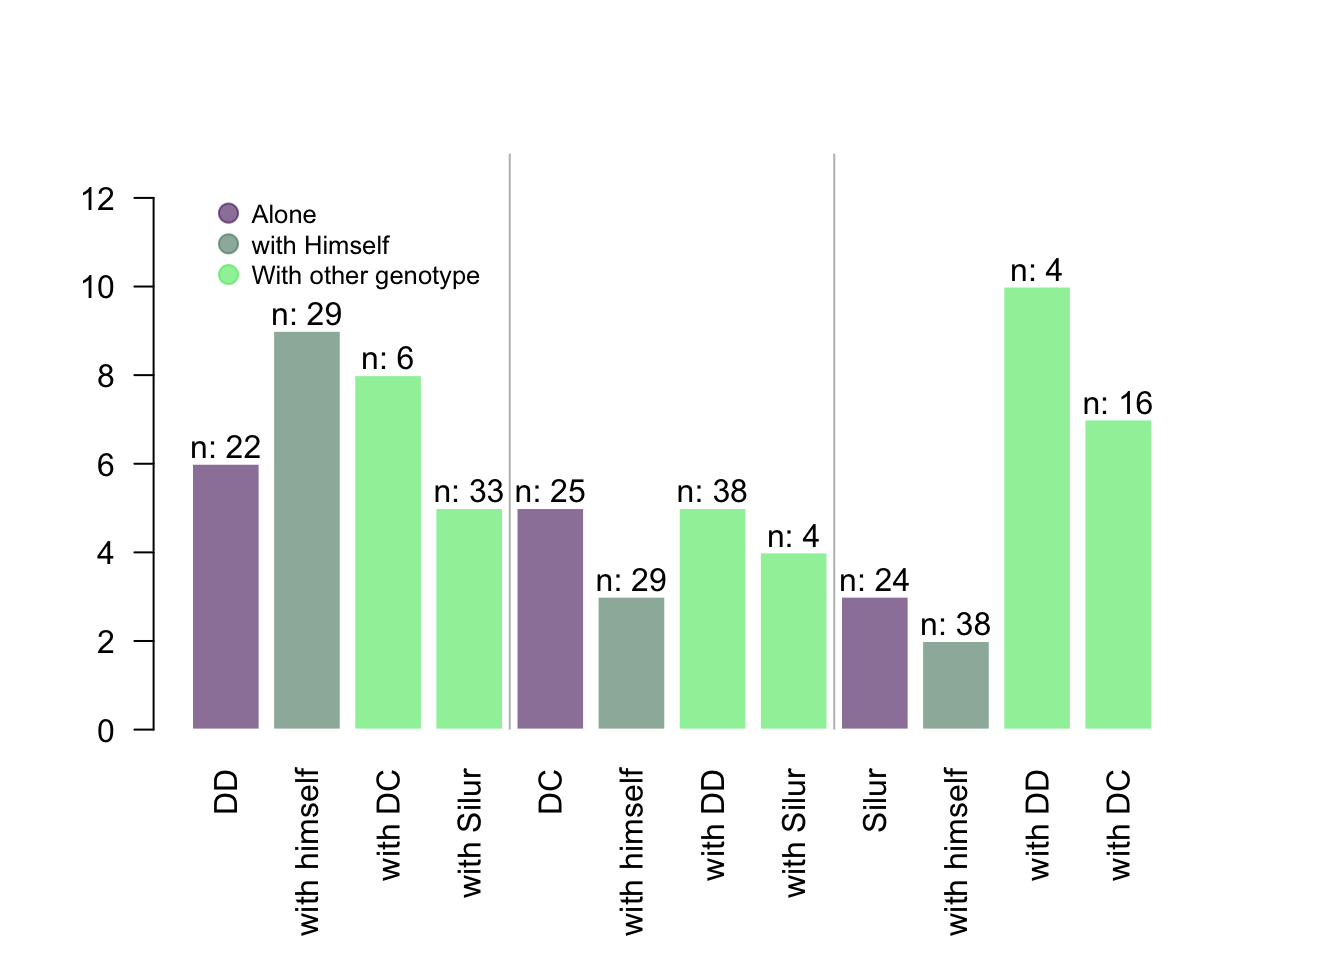 12
10
8
6
4
2
0
Alone
with Himself
With other genotype
n: 22
n: 29
n: 6
n: 33
n: 25
n: 29
n: 38
n: 4
n: 24
n: 38
n: 4
n: 16
DD
with himself
with DC
with Silur
DC
with himself
with DD
with Silur
Silur
with himself
with DD
with DC